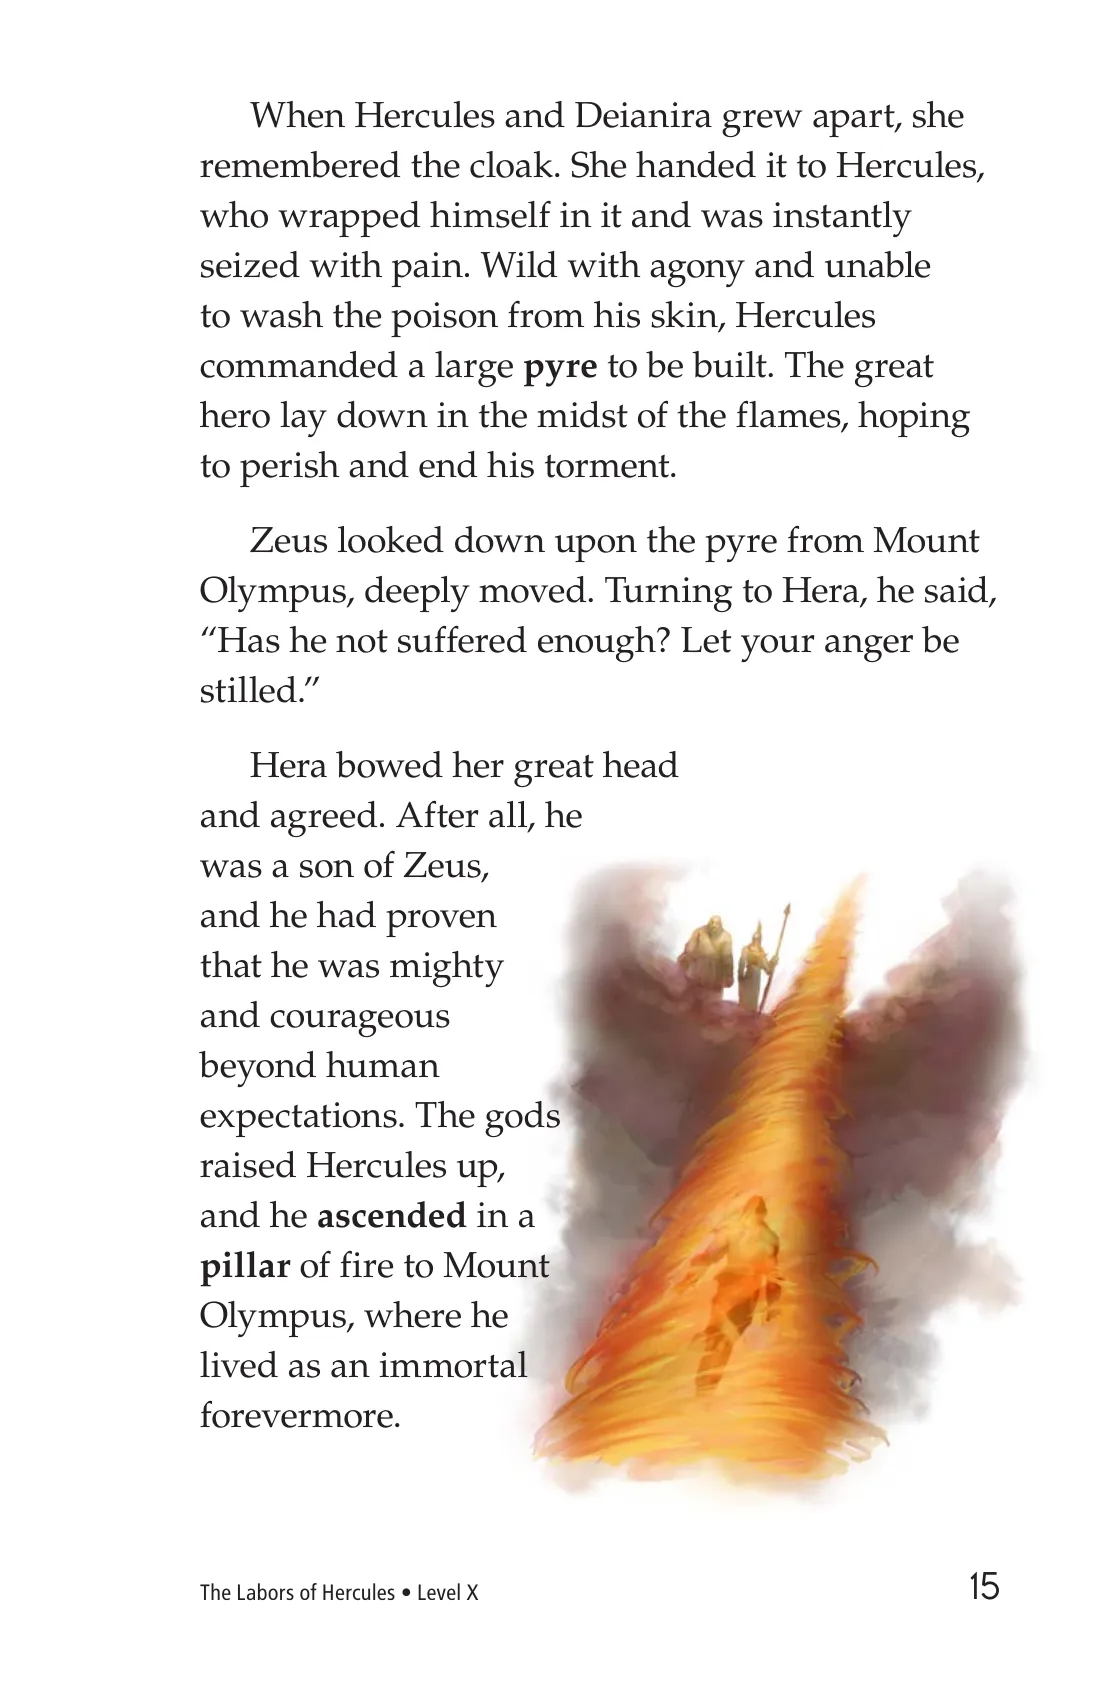 When Hercules and Deianira grew apart, she
remembered the cloak. She handed it to Hercules,
who wrapped himself in it and was instantly
seized with pain. Wild with agony and unable
to wash the poison from his skin, Hercules
commanded a large pyre to be built. The great
hero lay down in the midst of the flames, hoping
to perish and end his torment.
Zeus looked down upon the pyre from Mount
Olympus, deeply moved. Turning to Hera, he said,
“Has he not suffered enough? Let your anger be
stilled.”
Hera bowed her great head
and agreed. After all, he
was a son of Zeus,
and he had proven
that he was mighty
and courageous
beyond human
expectations. The gods
raised Hercules up,
and he ascended in a
pillar of fire to Mount
Olympus, where he
lived as an immortal
forevermore.
The Labors of Hercules • Level X
15